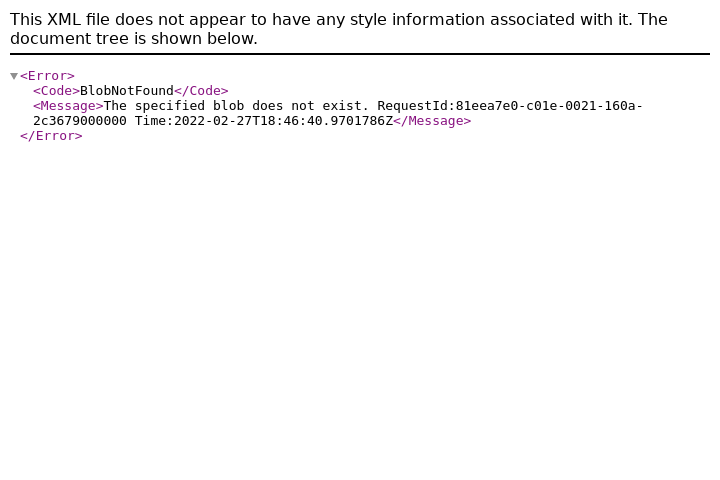 This XML file does not appear to have any style information associated with it. The
document tree is shown below.
<Error>
<Code>BlobNotFound</Code>
<Message>The specified blob does not exist. RequestId:81eea7e0-c01e-0021-160a-
2c3679000000 Time:2022-02-27T18:46:40.9701786Z</Message>
</Error>